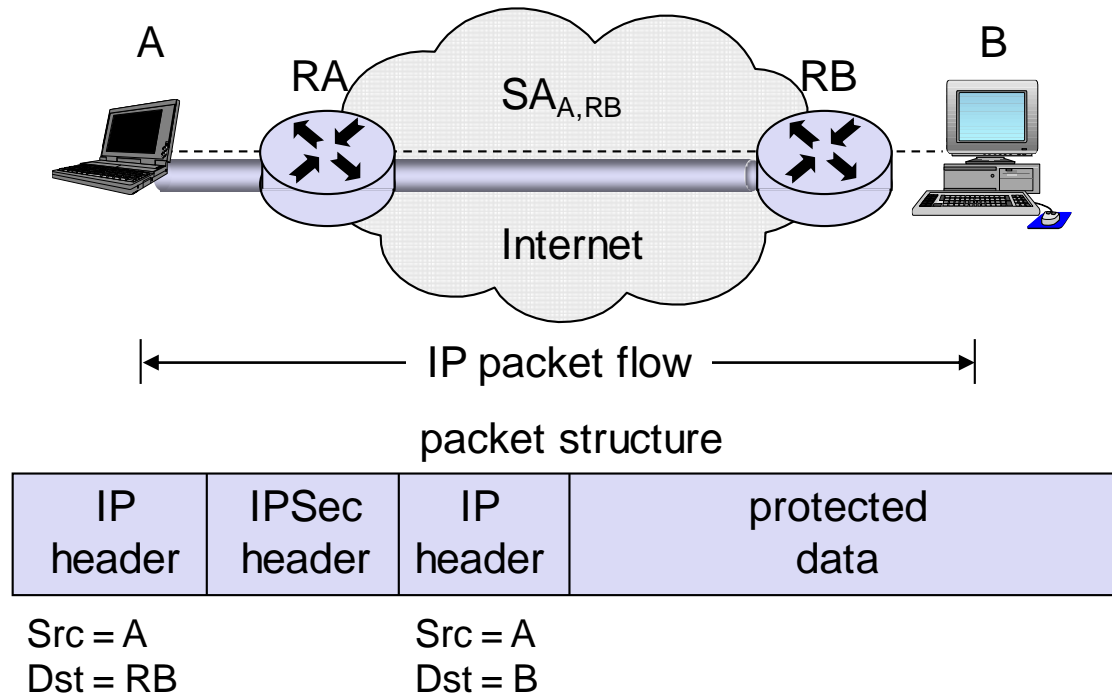 A
B
RA
RB
SA_A,RB
Internet
IP packet flow
packet structure
IP header
IPSec header
IP header
protected data
Src = A
Dst = RB
Src = A
Dst = B